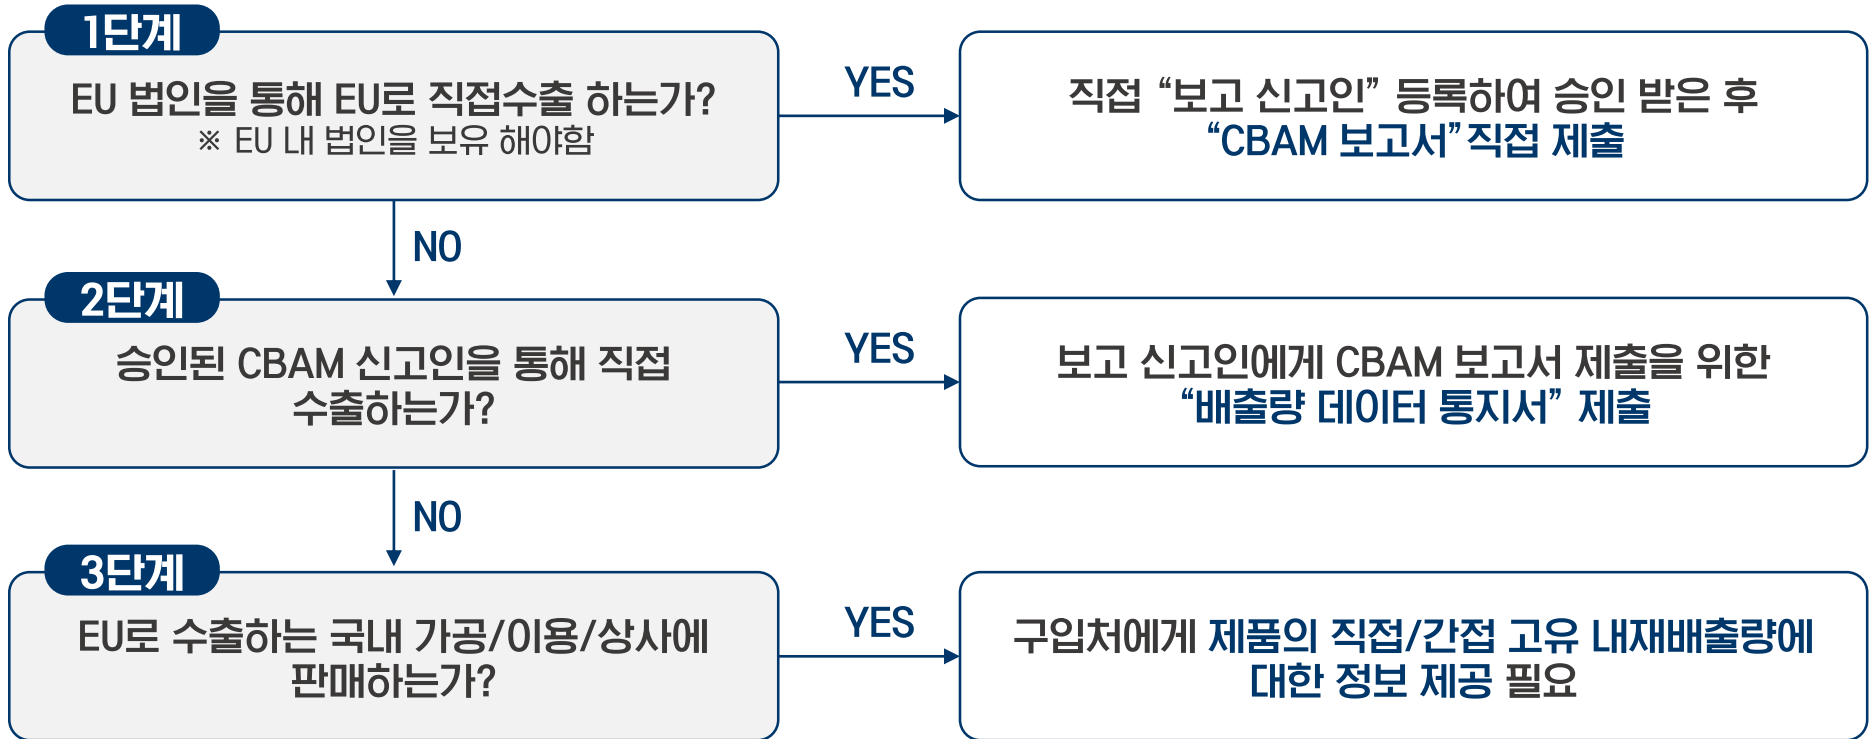 1단계
EU 법인을 통해 EU로 직접수출 하는가?
※ EU 내 법인을 보유 해야함
YES
직접 “보고 신고인” 등록하여 승인 받은 후
“CBAM 보고서”직접 제출
NO
2단계
승인된 CBAM 신고인을 통해 직접
수출하는가?
YES
보고 신고인에게 CBAM 보고서 제출을 위한
“배출량 데이터 통지서” 제출
NO
3단계
EU로 수출하는 국내 가공/이용/상사에
판매하는가?
YES
구입처에게 제품의 직접/간접 고유 내재배출량에
대한 정보 제공 필요